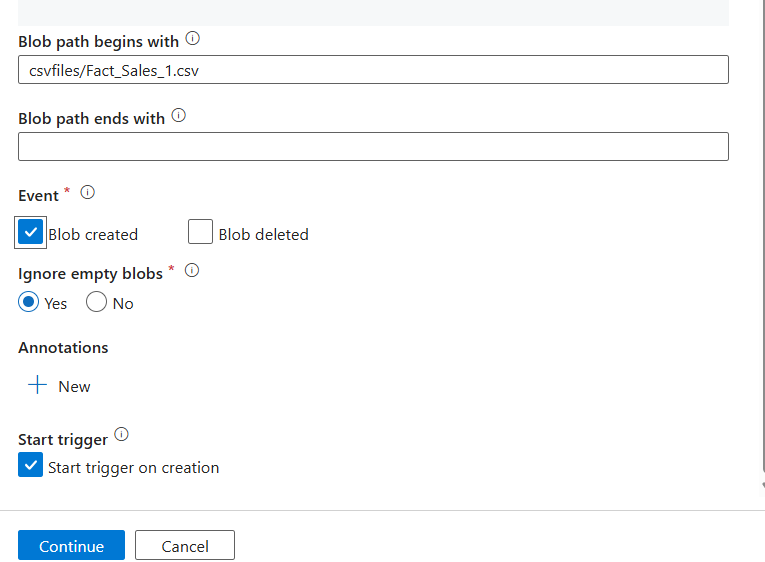 Blob path begins with
csvfiles/Fact_Sales_1.csv
Blob path ends with
Event *
Blob created Blob deleted
Ignore empty blobs *
Yes No
Annotations
New
Start trigger
Start trigger on creation
Continue Cancel